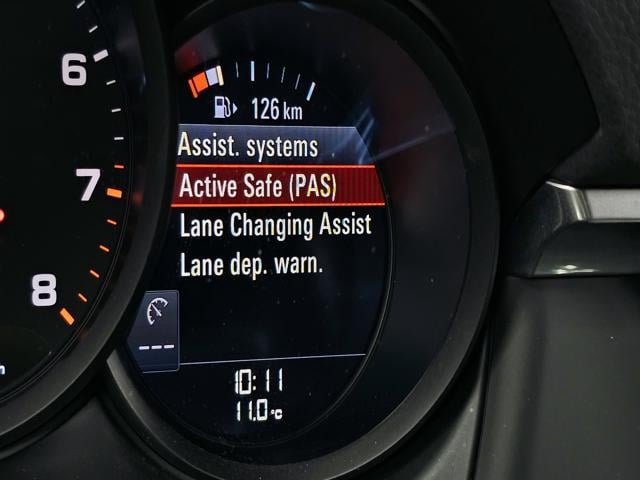 6
7
8
126 km
Assist. systems
Active Safe (PAS)
Lane Changing Assist
Lane dep. warn.
---
10:11
11.0 °C